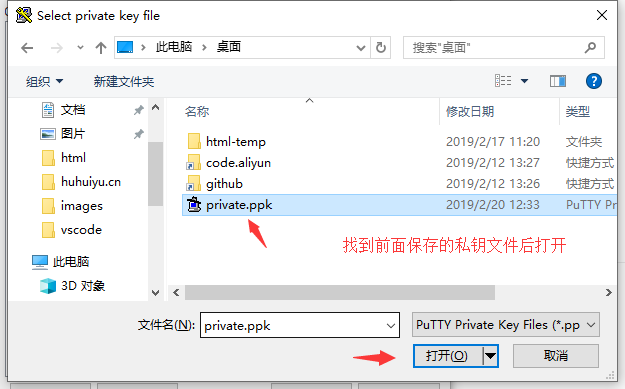 Select private key file
此电脑 > 桌面
搜索"桌面"
组织
新建文件夹
名称
修改日期
类型
文档
图片
html
huhuiyu.cn
images
vscode
此电脑
3D 对象
html-temp 2019/2/17 11:20 文件夹
code.aliyun 2019/2/12 13:27 快捷方式
github 2019/2/12 13:26 快捷方式
private.ppk 2019/2/20 12:33 PuTTY Pr
找到前面保存的私钥文件后打开
文件名(N): private.ppk
PuTTY Private Key Files (*.pp
打开(O)
取消